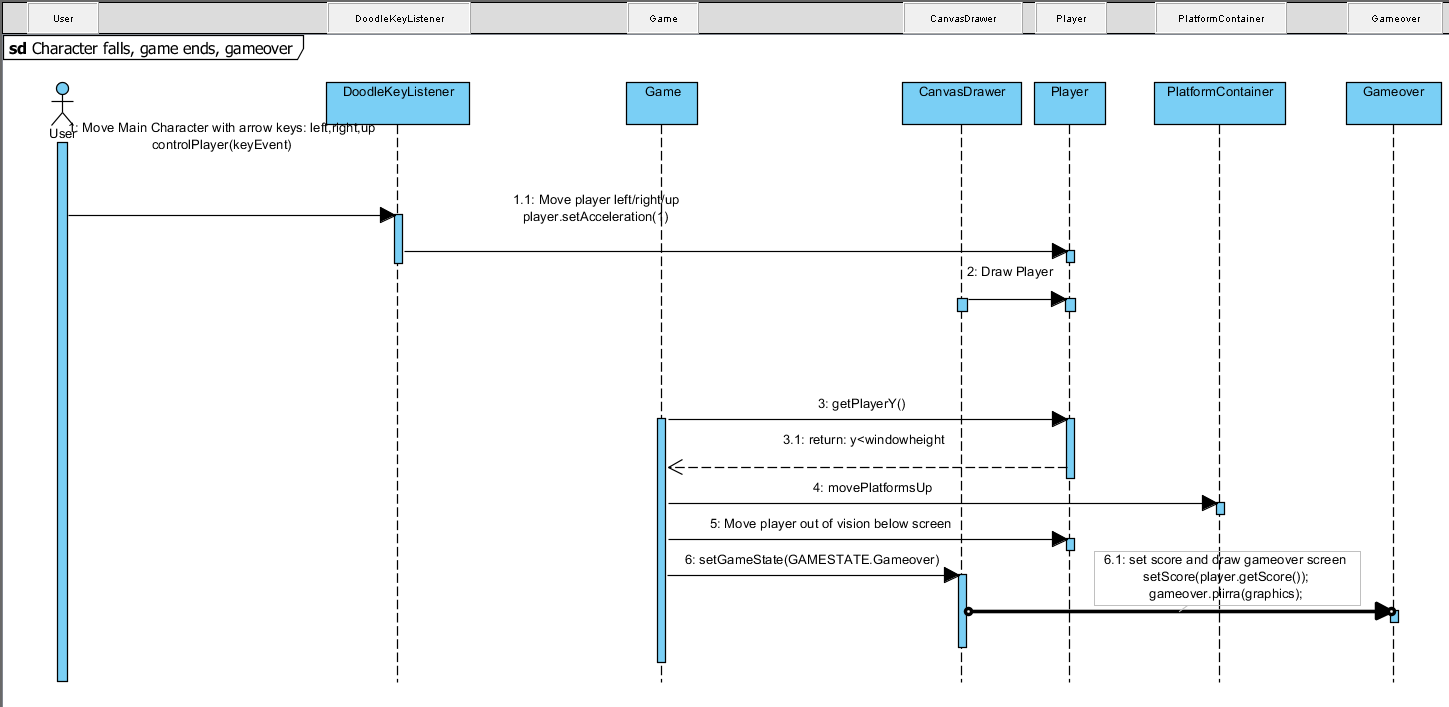 User
DoodleKeyListener
Game
CanvasDrawer
Player
PlatformContainer
Gameover
sd Character falls, game ends, gameover
DoodleKeyListener
Game
CanvasDrawer
Player
PlatformContainer
Gameover
User
1: Move Main Character with arrow keys: left,right,up
controlPlayer(keyEvent)
1.1: Move player left/right/up
player.setAcceleration(1)
2: Draw Player
3: getPlayerY()
3.1: return: y<windowheight
4: movePlatformsUp
5: Move player out of vision below screen
6: setGameState(GAMESTATE.Gameover)
6.1: set score and draw gameover screen
setScore(player.getScore());
gameover.piirra(graphics);